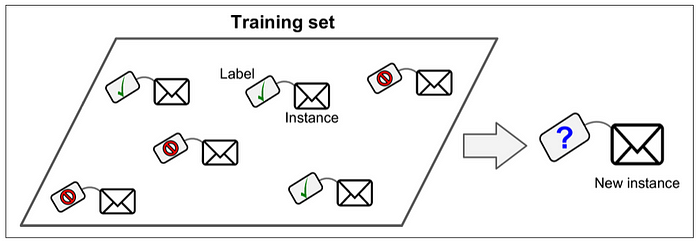 Training set
Label
Instance
?
New instance